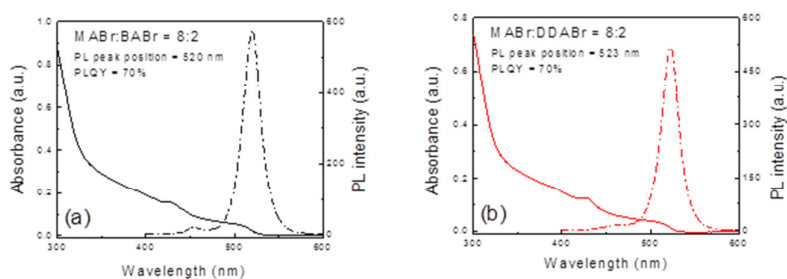 MABr:BABr = 8:2
PL peak position = 520 nm
PLQY = 70%
Absorbance (a.u.)
1.0
0.8
0.6
0.4
0.2
0.0
PL intensity (a.u.)
600
400
200
0
(a)
300 400 500 600
Wavelength (nm)
MABr:DDABr = 8:2
PL peak position = 523 nm
PLQY = 70%
Absorbance (a.u.)
0.8
0.6
0.4
0.2
0.0
PL intensity (a.u.)
600
450
300
150
0
(b)
300 400 500 600
Wavelength (nm)